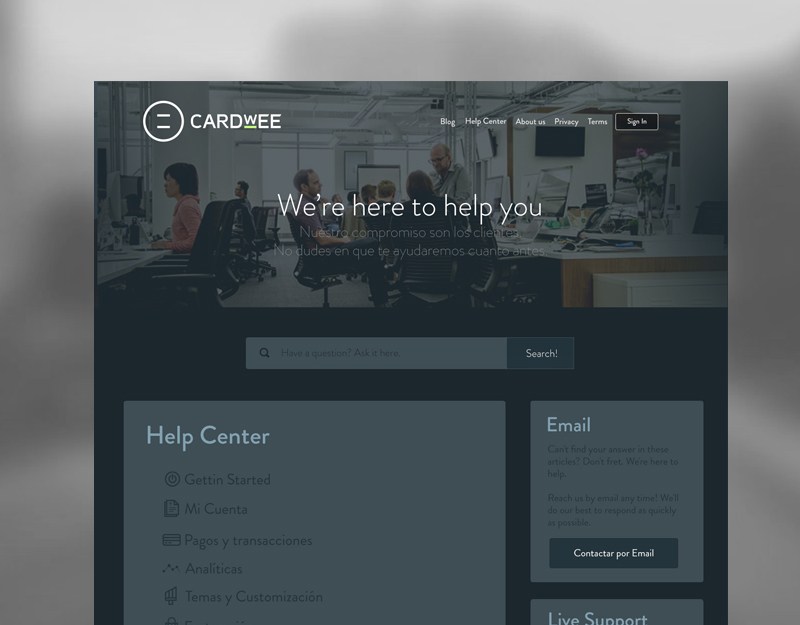 CARDWEE
Blog Help Center About us Privacy Terms Sign In
We're here to help you
Nuestro compromiso son los clientes
No dudes en que te ayudaremos cuanto antes
Have a question? Ask it here.
Search!
Help Center
Gettin Started
Mi Cuenta
Pagos y transacciones
Analíticas
Temas y Customización
Email
Can't find your answer in these
articles? Don't fret. We're here to
help.
Reach us by email any time! We'll
do our best to respond as quickly
as possible.
Contactar por Email
Live Support